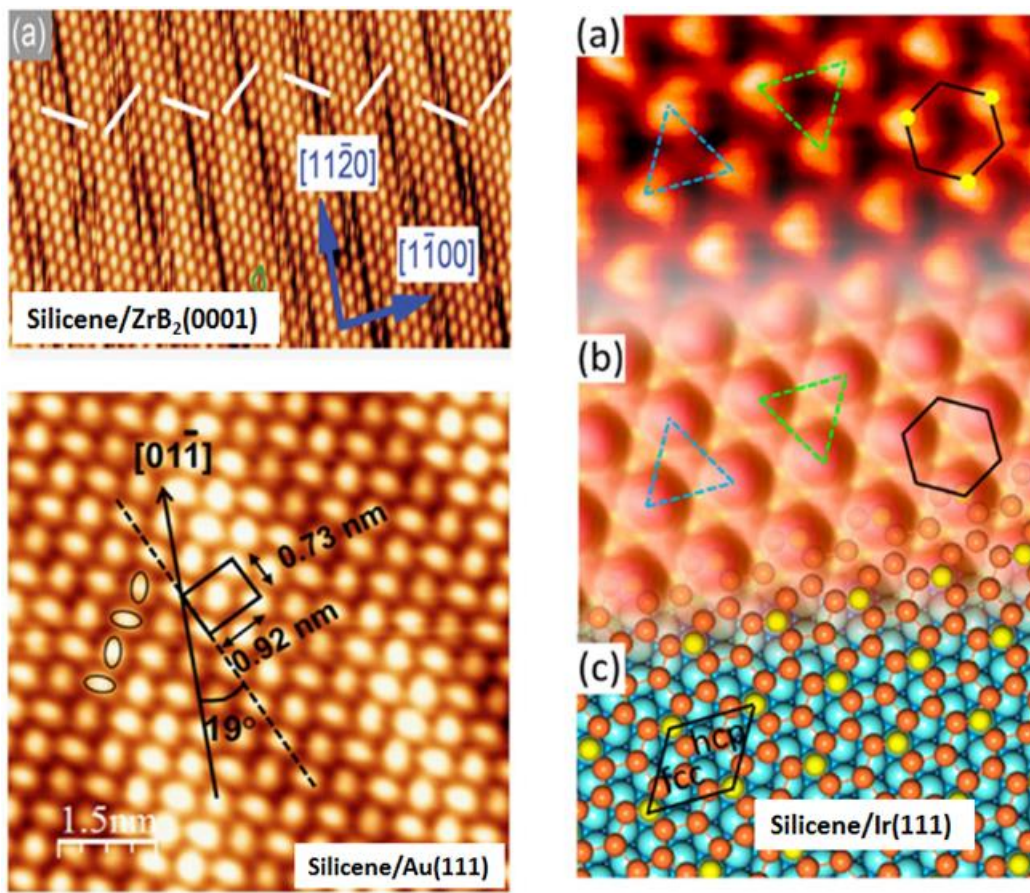 (a)
[112̄0]
[11̄00]
Silicene/ZrB₂(0001)
[011̄]
0.73 nm
0.92 nm
19°
1.5nm
Silicene/Au(111)
(a)
(b)
(c)
hcp
fcc
Silicene/Ir(111)